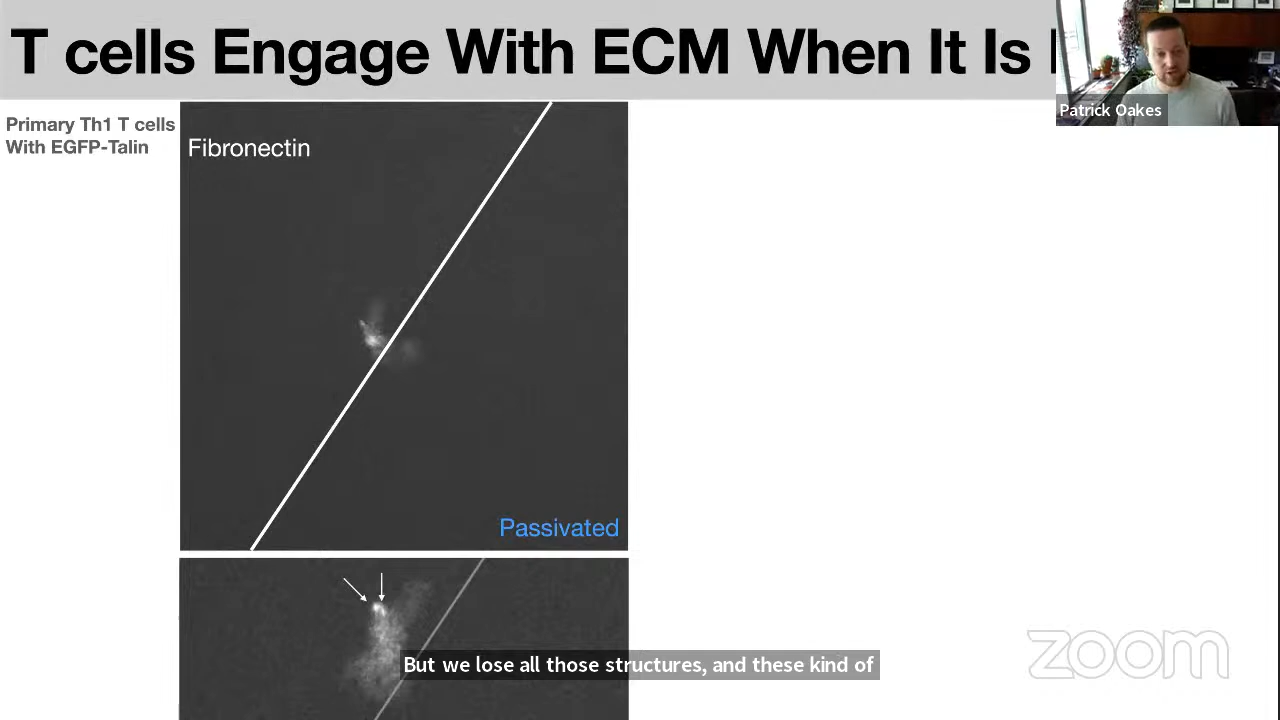 T cells Engage With ECM When It Is
Patrick Oakes
Primary Th1 T cells
With EGFP-Talin
Fibronectin
Passivated
But we lose all those structures, and these kind of
zoom